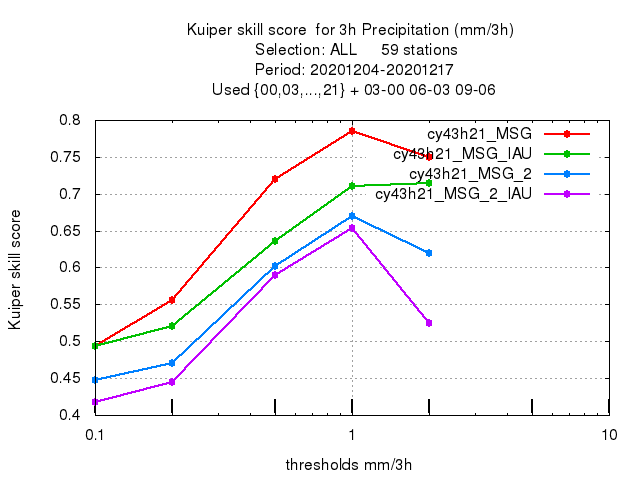 Kuiper skill score  for 3h Precipitation (mm/3h)
Selection: ALL     59 stations
Period: 20201204-20201217
Used {00,03,...,21} + 03-00 06-03 09-06
0.8
0.75
0.7
0.65
0.6
0.55
0.5
0.45
0.4
Kuiper skill score
cy43h21_MSG
cy43h21_MSG_IAU
cy43h21_MSG_2
cy43h21_MSG_2_IAU
0.1 1 10
thresholds mm/3h